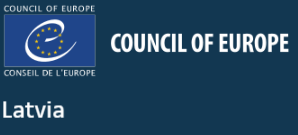 COUNCIL OF EUROPE
COUNCIL OF EUROPE
CONSEIL DE L'EUROPE
Latvia